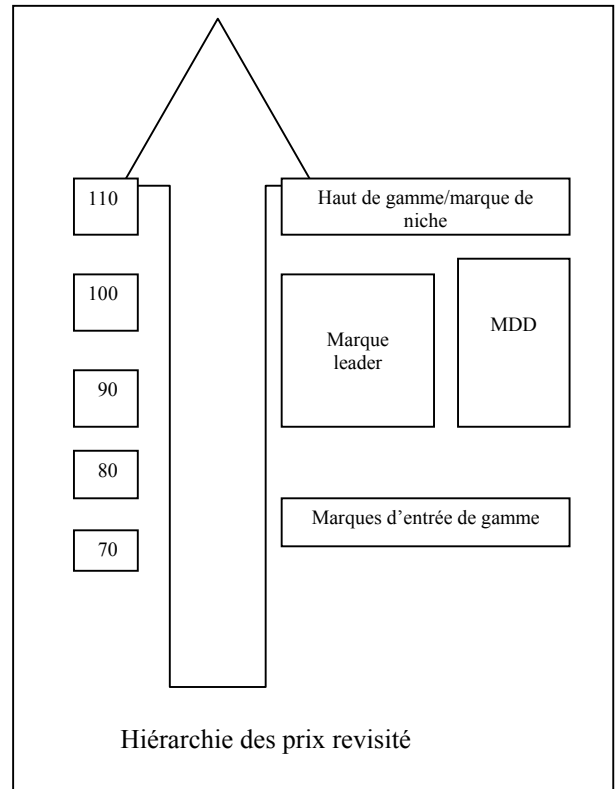 110
Haut de gamme/marque de
niche
100
MDD
Marque
leader
90
80
Marques d'entrée de gamme
70
Hiérarchie des prix revisité